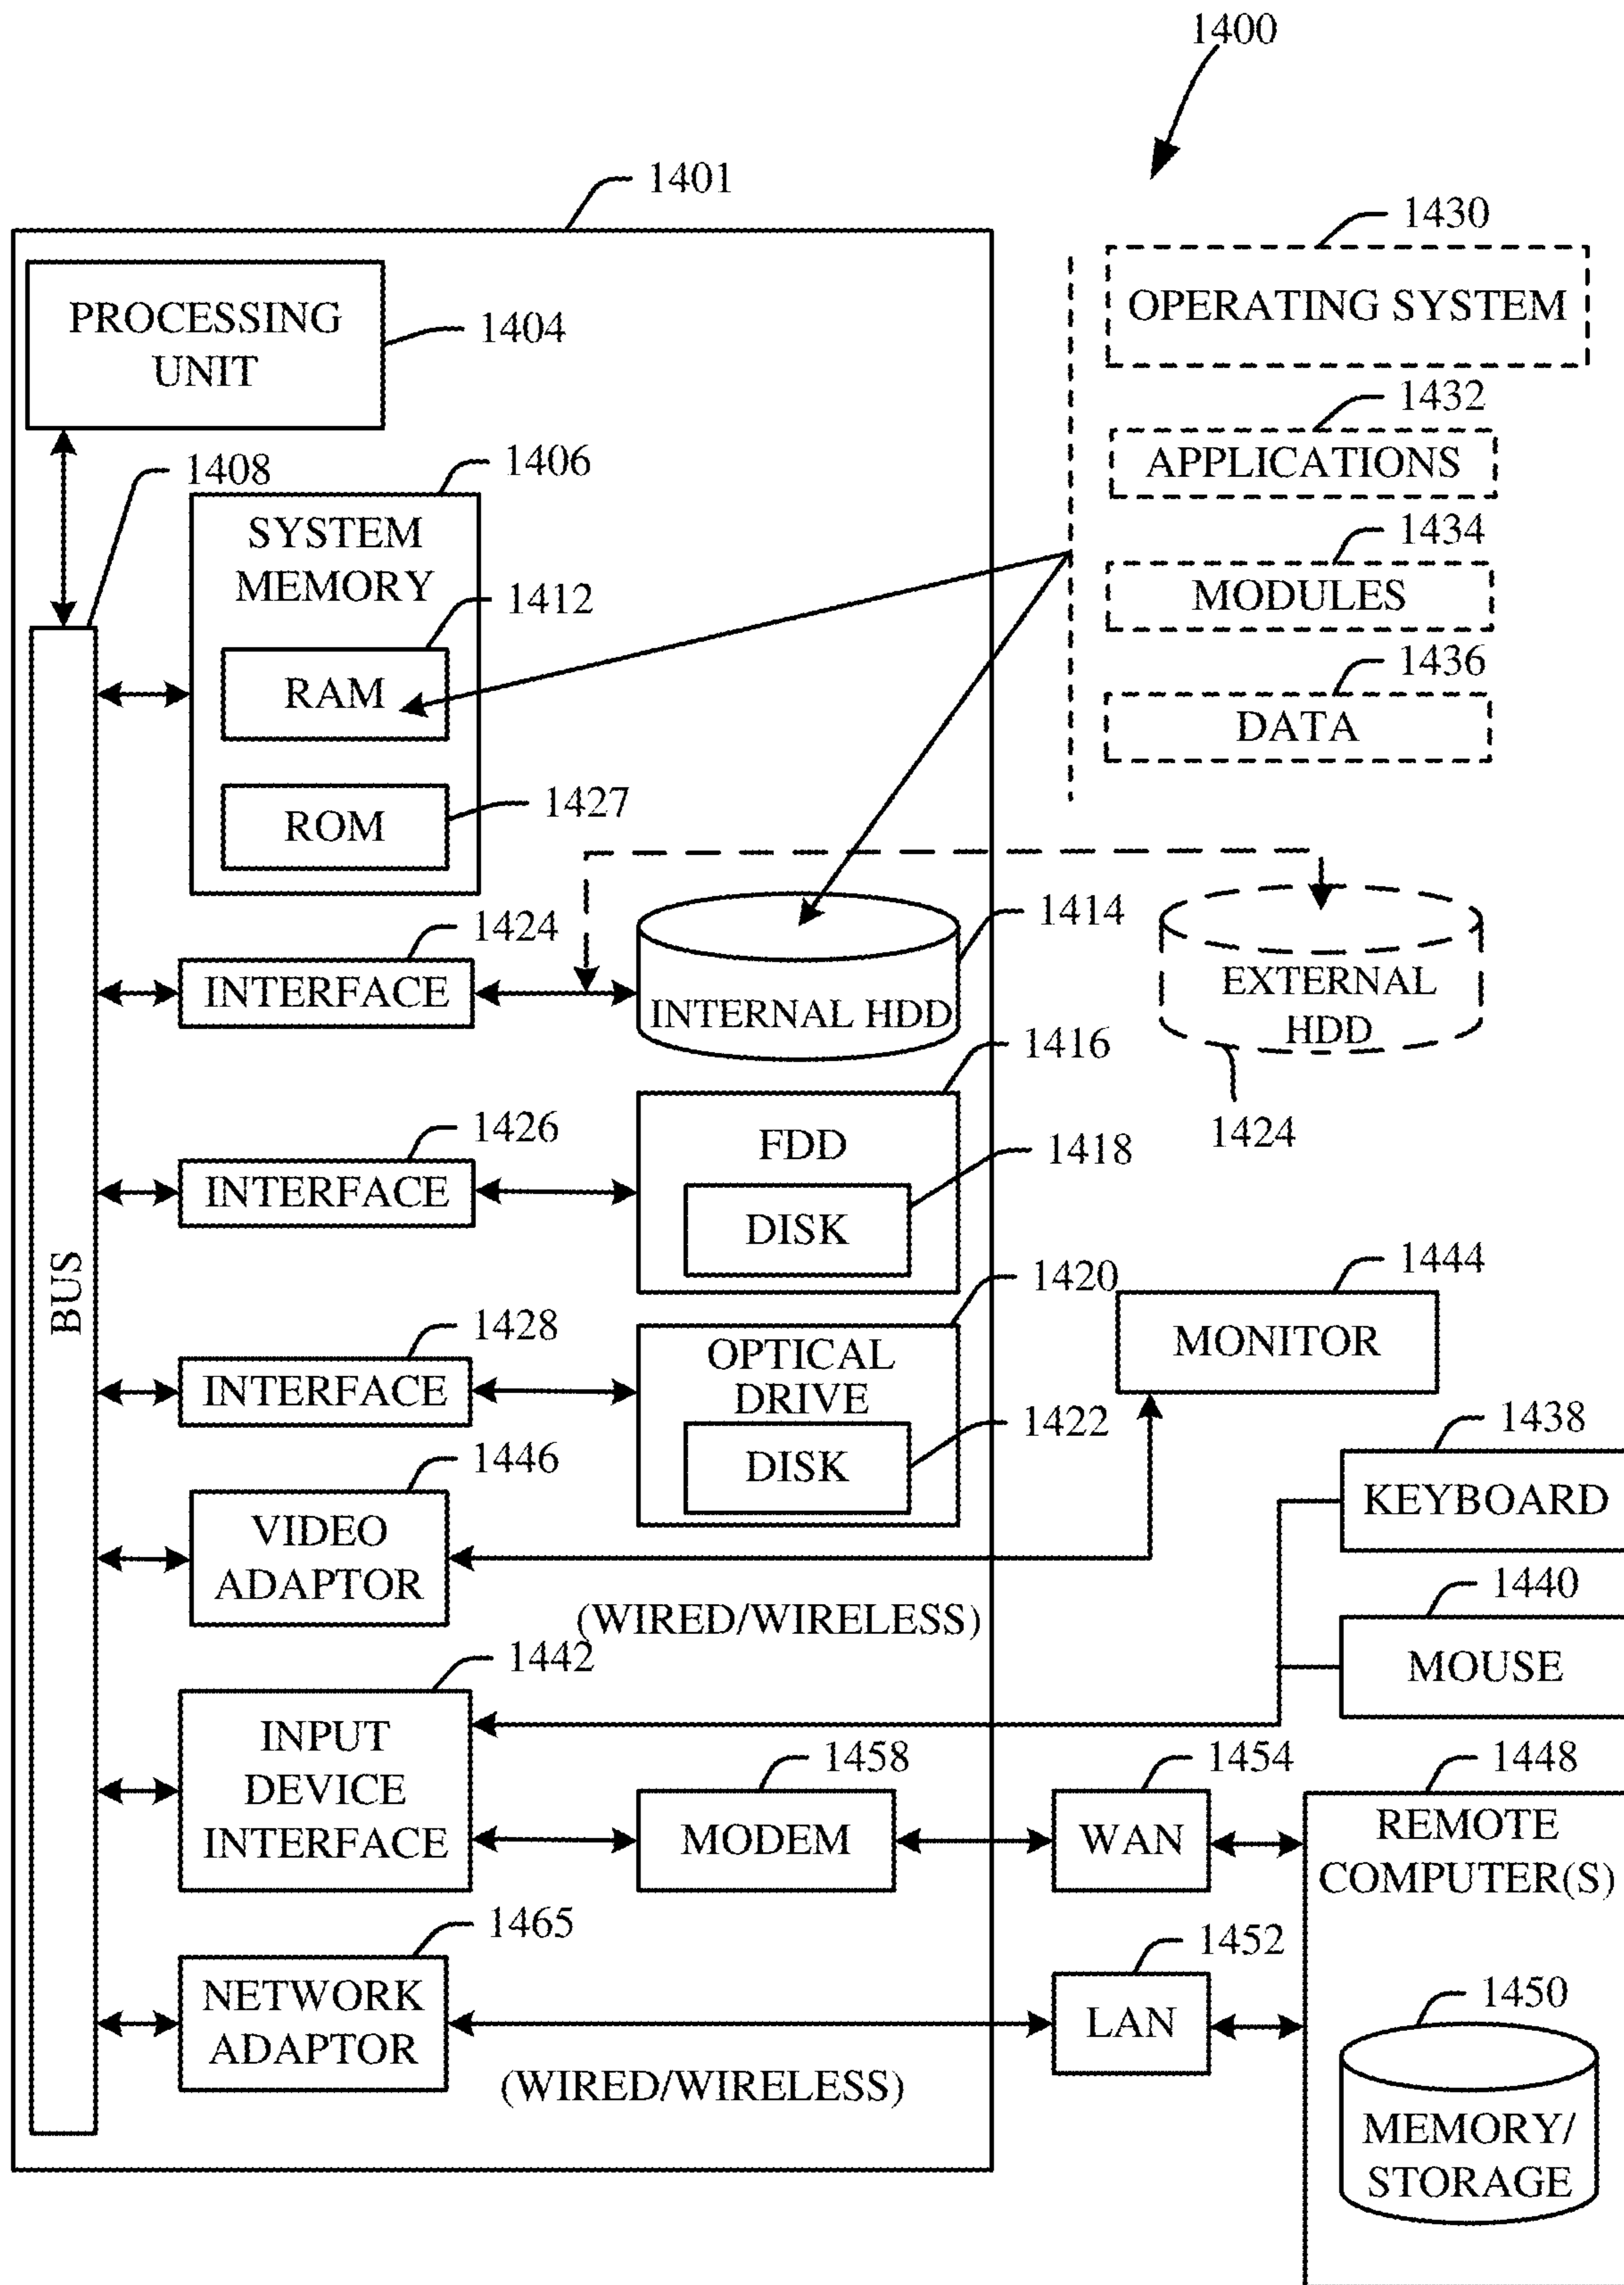 1400
1401
1430
OPERATING SYSTEM
PROCESSING
UNIT
1404
1432
APPLICATIONS
1408
1406
SYSTEM
MEMORY
1434
MODULES
1412
RAM
1436
DATA
1427
ROM
1424
INTERFACE
1414
INTERNAL HDD
EXTERNAL
HDD
1424
1416
FDD
1426
INTERFACE
1418
DISK
BUS
1420
OPTICAL
DRIVE
1428
INTERFACE
1422
DISK
1444
MONITOR
1438
KEYBOARD
1446
VIDEO
ADAPTOR
(WIRED/WIRELESS)
1440
MOUSE
1442
INPUT
DEVICE
INTERFACE
1458
MODEM
1454
WAN
1448
REMOTE
COMPUTER(S)
1465
NETWORK
ADAPTOR
(WIRED/WIRELESS)
1452
LAN
1450
MEMORY/
STORAGE